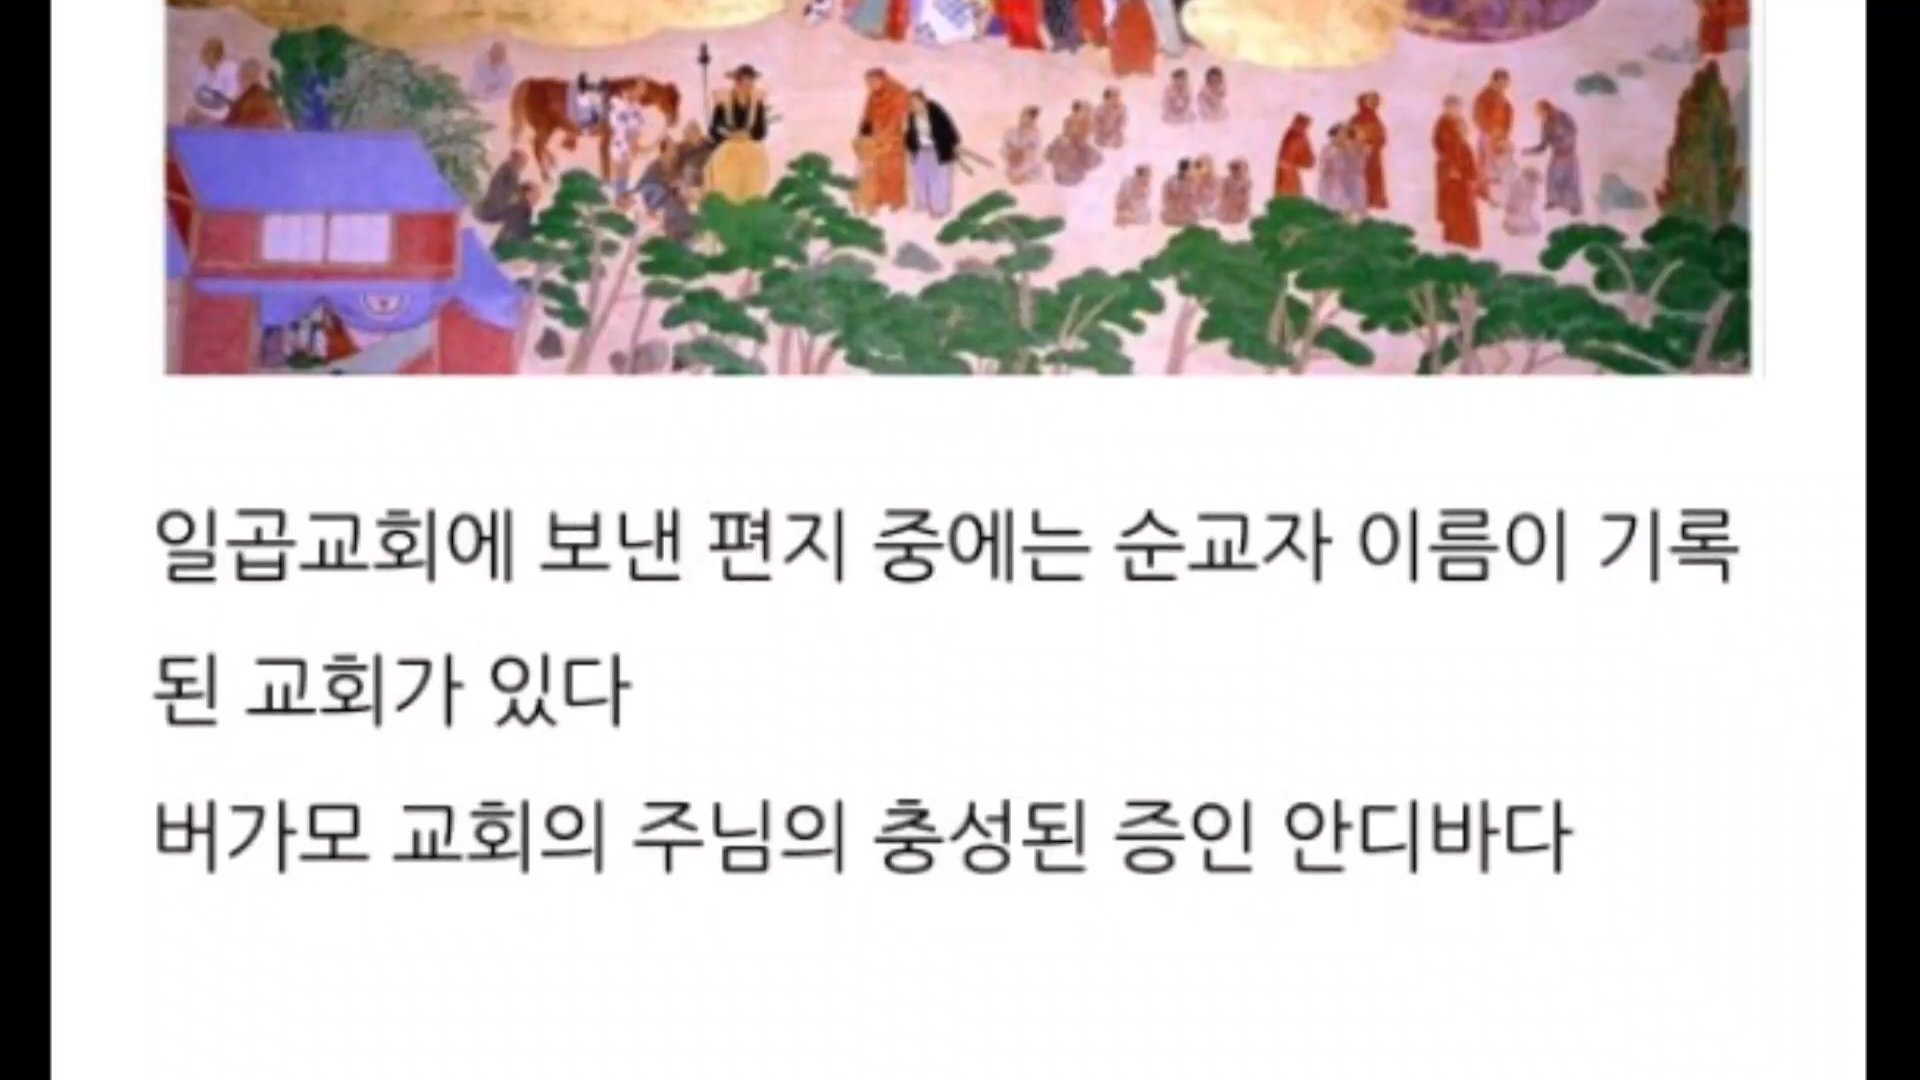 일곱교회에 보낸 편지 중에는 순교자 이름이 기록
된 교회가 있다
버가모 교회의 주님의 충성된 증인 안디바다